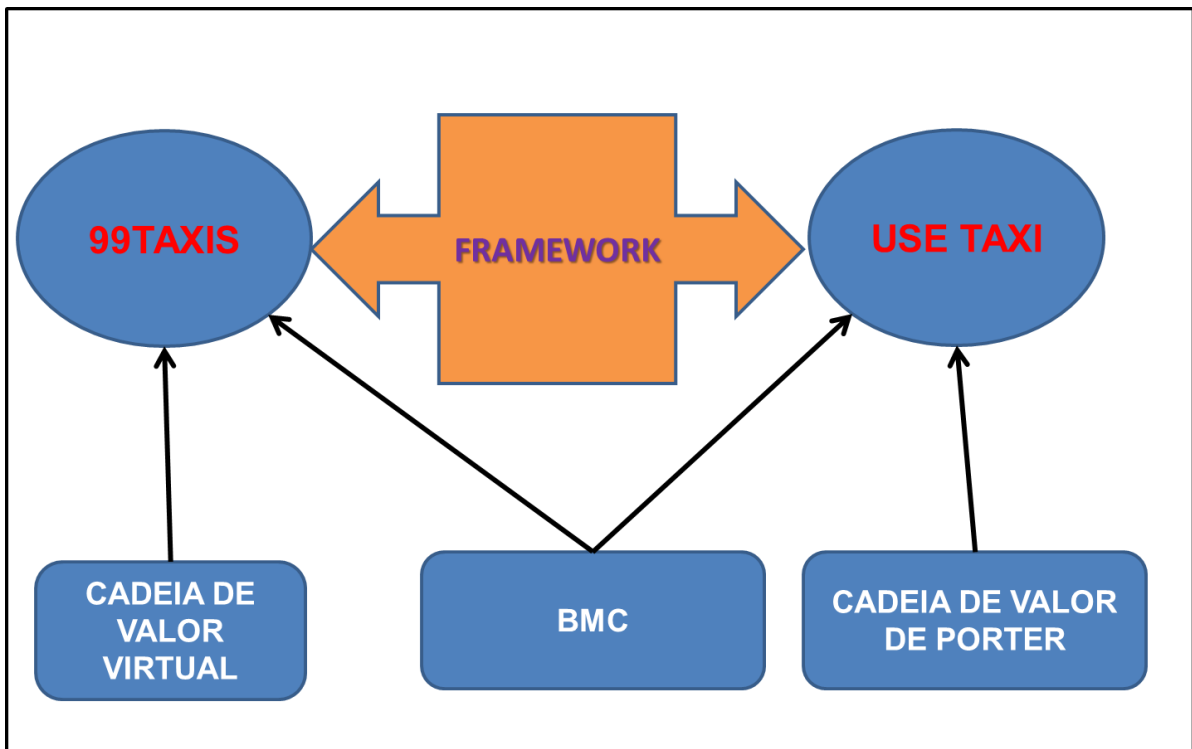 99TAXIS
FRAMEWORK
USE TAXI
CADEIA DE
VALOR
VIRTUAL
BMC
CADEIA DE VALOR
DE PORTER